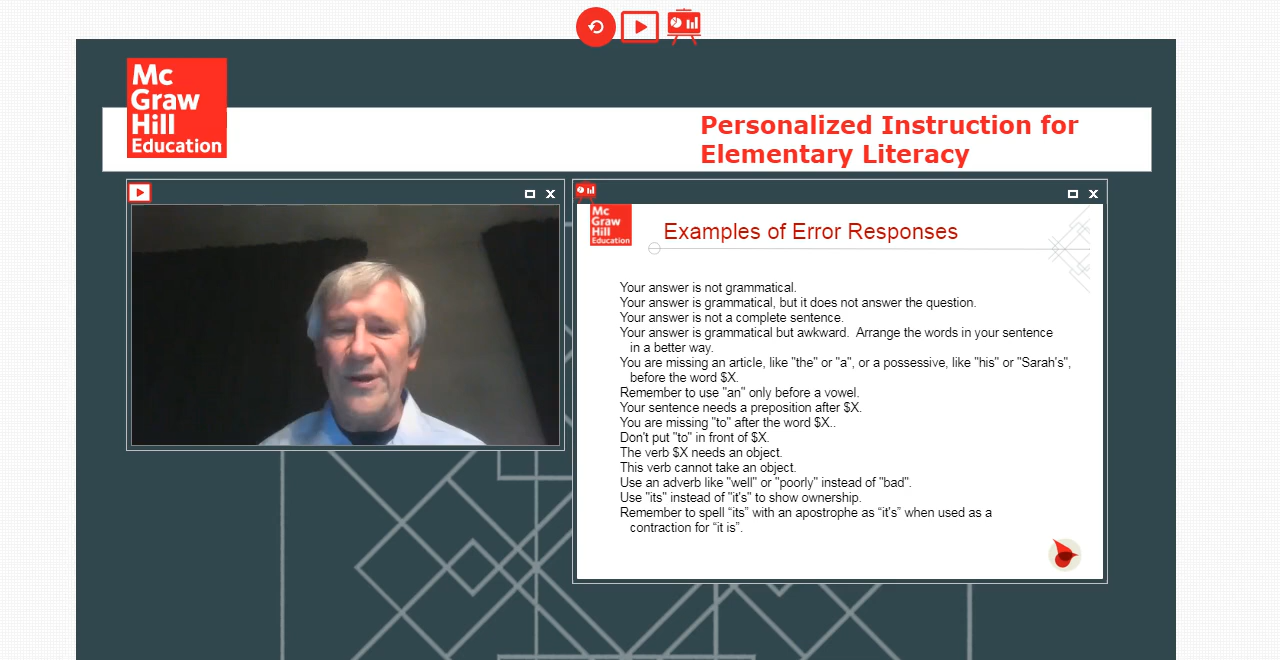 Mc
Graw
Hill
Education
Personalized Instruction for
Elementary Literacy
Mc
Graw
Hill
Education
Examples of Error Responses
Your answer is not grammatical.
Your answer is grammatical, but it does not answer the question.
Your answer is not a complete sentence.
Your answer is grammatical but awkward.  Arrange the words in your sentence
in a better way.
You are missing an article, like "the" or "a", or a possessive, like "his" or "Sarah's",
before the word $X.
Remember to use "an" only before a vowel.
Your sentence needs a preposition after $X.
You are missing "to" after the word $X..
Don't put "to" in front of $X.
The verb $X needs an object.
This verb cannot take an object.
Use an adverb like "well" or "poorly" instead of "bad".
Use "its" instead of "it's" to show ownership.
Remember to spell “its” with an apostrophe as “it's” when used as a
contraction for “it is”.